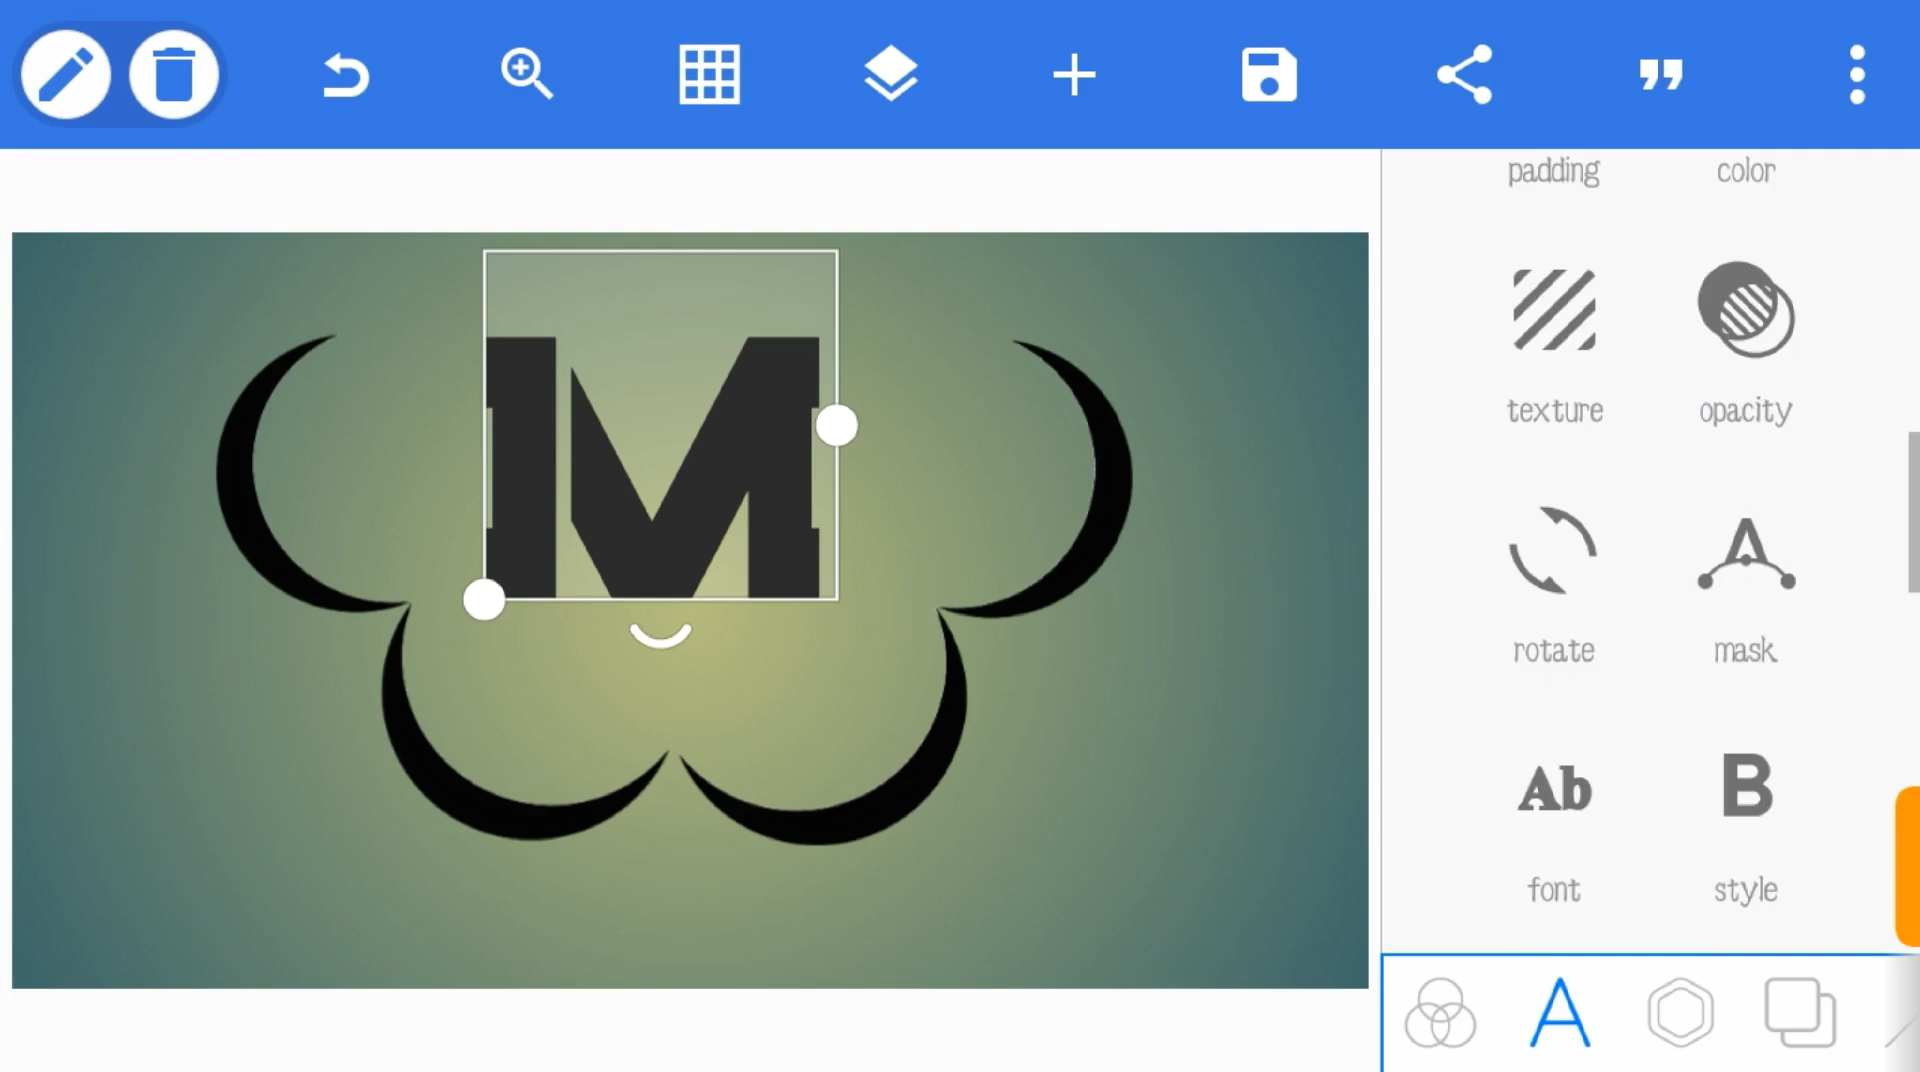 padding color
M
texture opacity
rotate mask
Ab B
font style
A